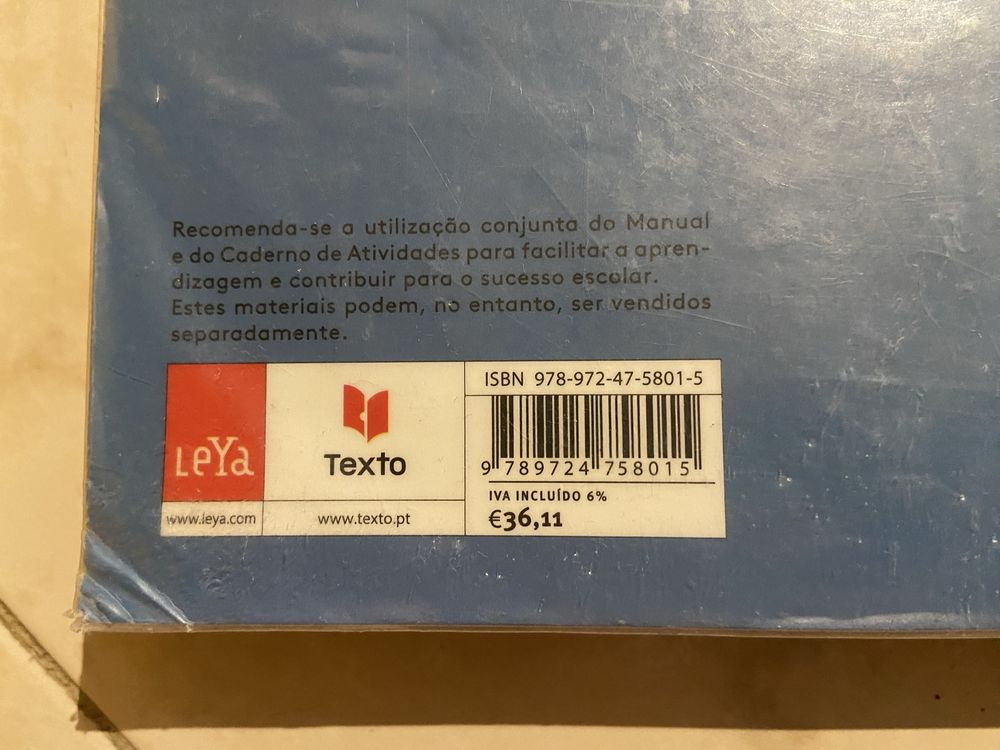 Recomenda-se a utilização conjunta do Manual
e do Caderno de Atividades para facilitar a apren-
dizagem e contribuir para o sucesso escolar.
Estes materiais podem, no entanto, ser vendidos
separadamente.
LeYa
www.leya.com
Texto
www.texto.pt
ISBN 978-972-47-5801-5
9 789724 758015
IVA INCLUÍDO 6%
€36,11